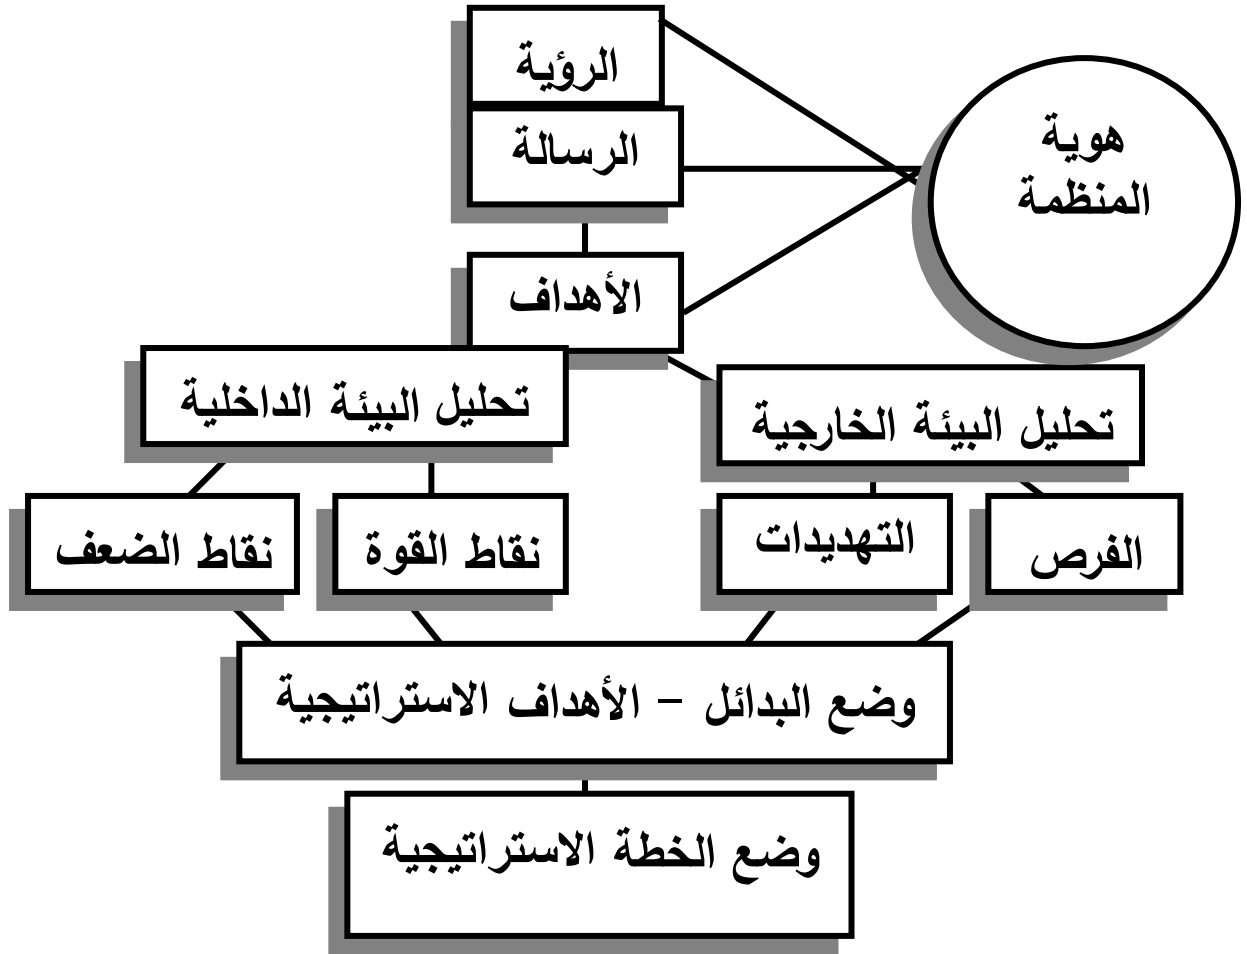 الرؤية
هوية
المنظمة
الرسالة
الأهداف
تحليل البيئة الخارجية
تحليل البيئة الداخلية
الفرص
التهديدات
نقاط القوة
نقاط الضعف
وضع البدائل - الأهداف الاستراتيجية
وضع الخطة الاستراتيجية